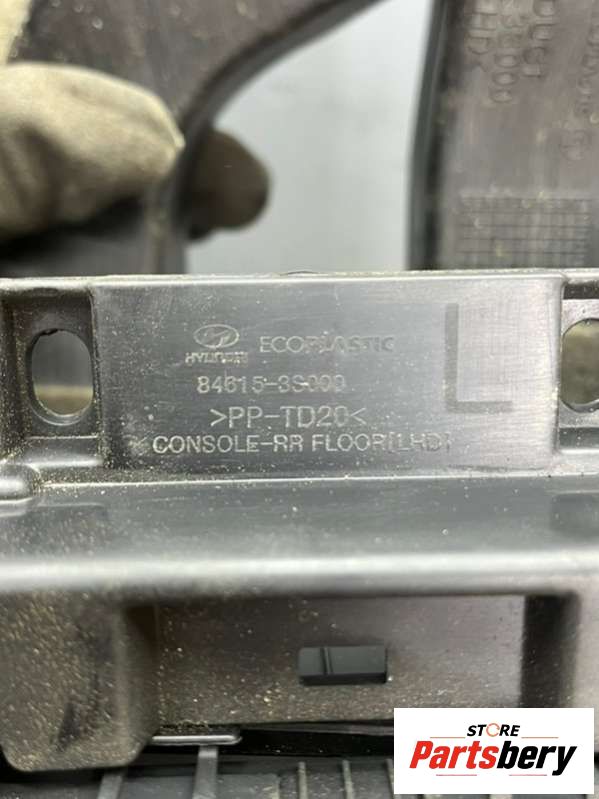 HYUNDAI ECOPLASTIC
84615-3S000
>PP-TD20<
CONSOLE-RR FLOOR[LHD]
L
STORE
Partsbery